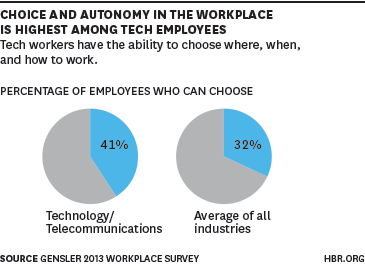 CHOICE AND AUTONOMY IN THE WORKPLACE
IS HIGHEST AMONG TECH EMPLOYEES
Tech workers have the ability to choose where, when,
and how to work.
PERCENTAGE OF EMPLOYEES WHO CAN CHOOSE
41%
32%
Technology/
Telecommunications
Average of all
industries
SOURCE GENSLER 2013 WORKPLACE SURVEY
HBR.ORG